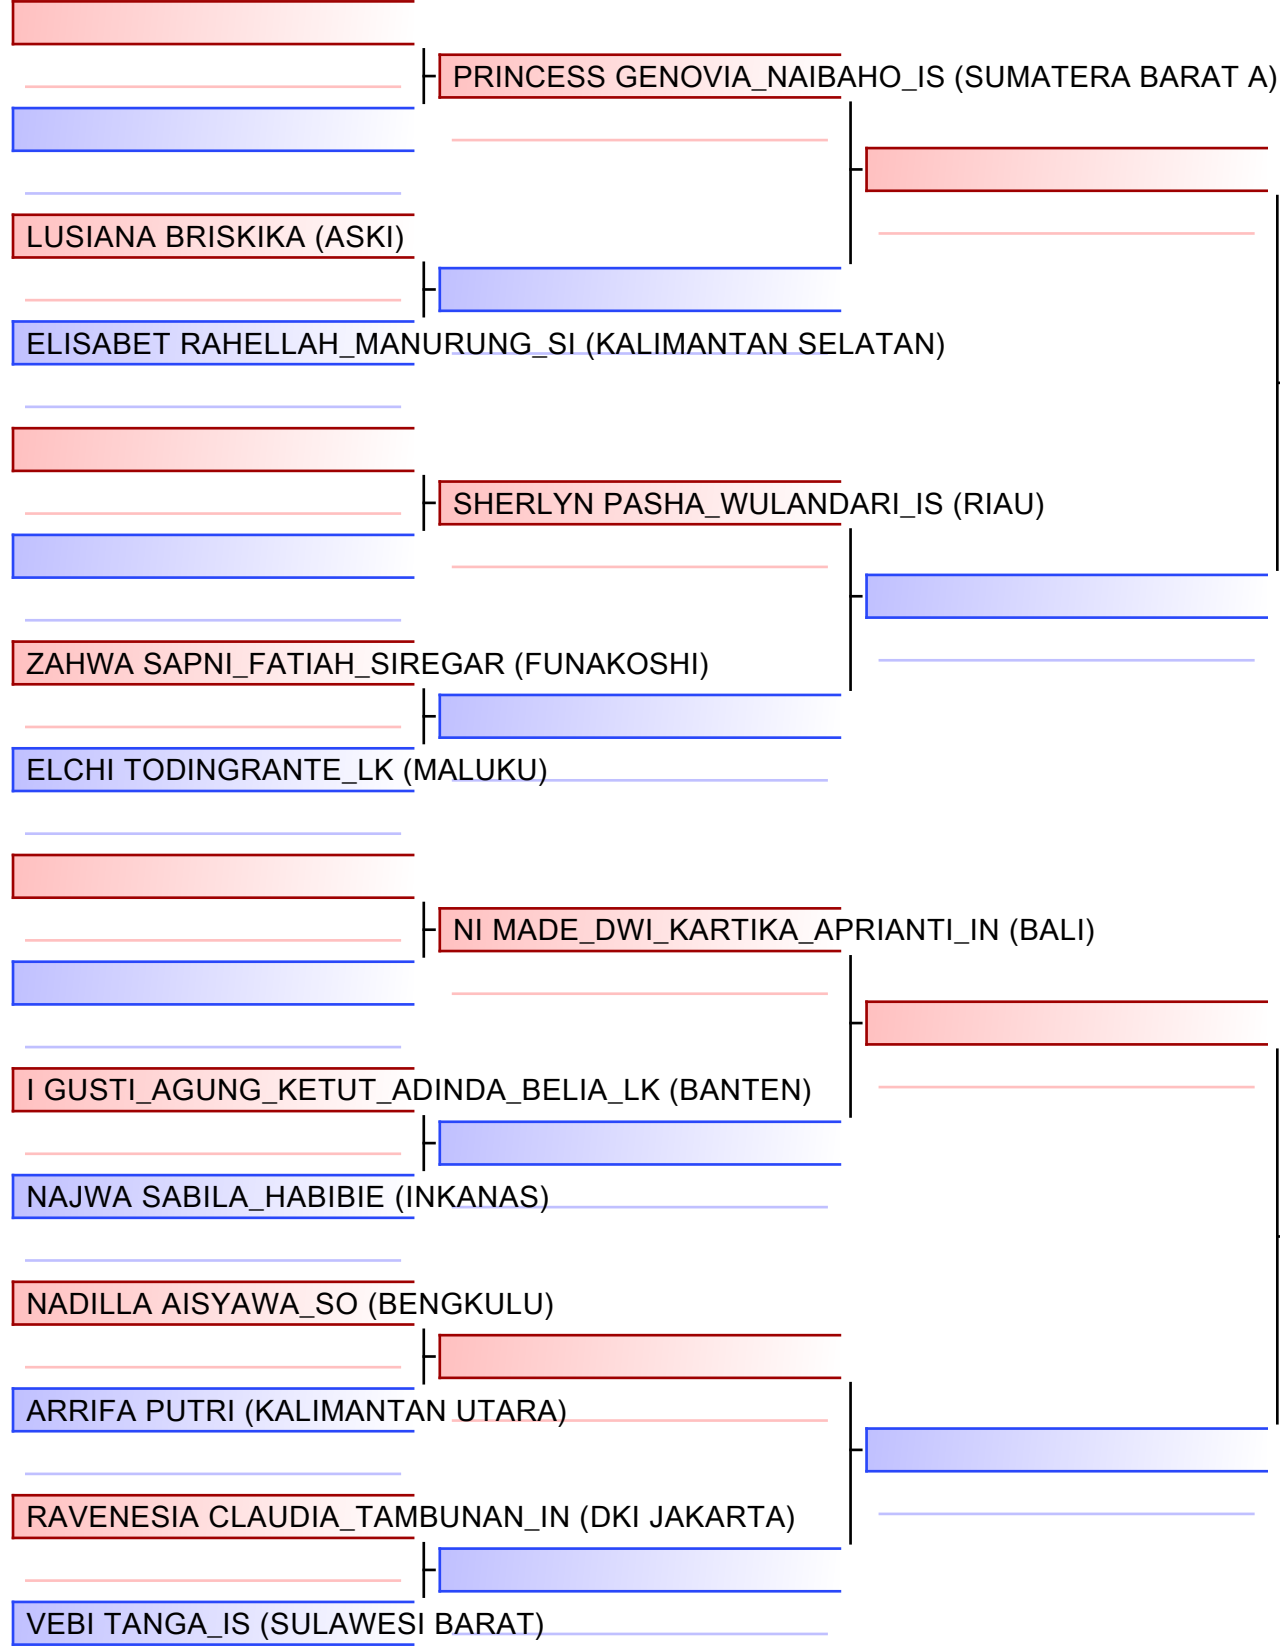 PRINCESS GENOVIA_NAIBAHO_IS (SUMATERA BARAT A)
LUSIANA BRISKIKA (ASKI)
ELISABET RAHELLAH_MANURUNG_SI (KALIMANTAN SELATAN)
SHERLYN PASHA_WULANDARI_IS (RIAU)
ZAHWA SAPNI_FATIAH_SIREGAR (FUNAKOSHI)
ELCHI TODINGRANTE_LK (MALUKU)
NI MADE_DWI_KARTIKA_APRIANTI_IN (BALI)
I GUSTI_AGUNG_KETUT_ADINDA_BELIA_LK (BANTEN)
NAJWA SABILA_HABIBIE (INKANAS)
NADILLA AISYAWA_SO (BENGKULU)
ARRIFA PUTRI (KALIMANTAN UTARA)
RAVENESIA CLAUDIA_TAMBUNAN_IN (DKI JAKARTA)
VEBI TANGA_IS (SULAWESI BARAT)